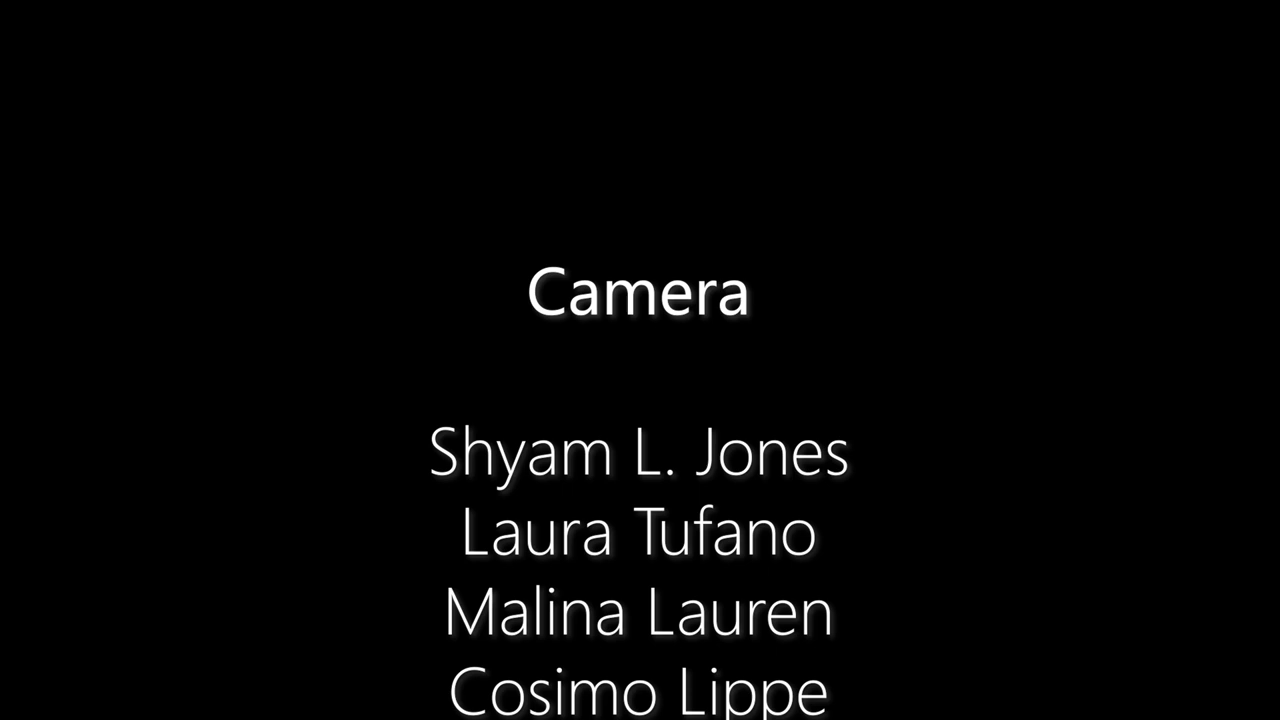 Camera
Shyam L. Jones
Laura Tufano
Malina Lauren
Cosimo Lippe